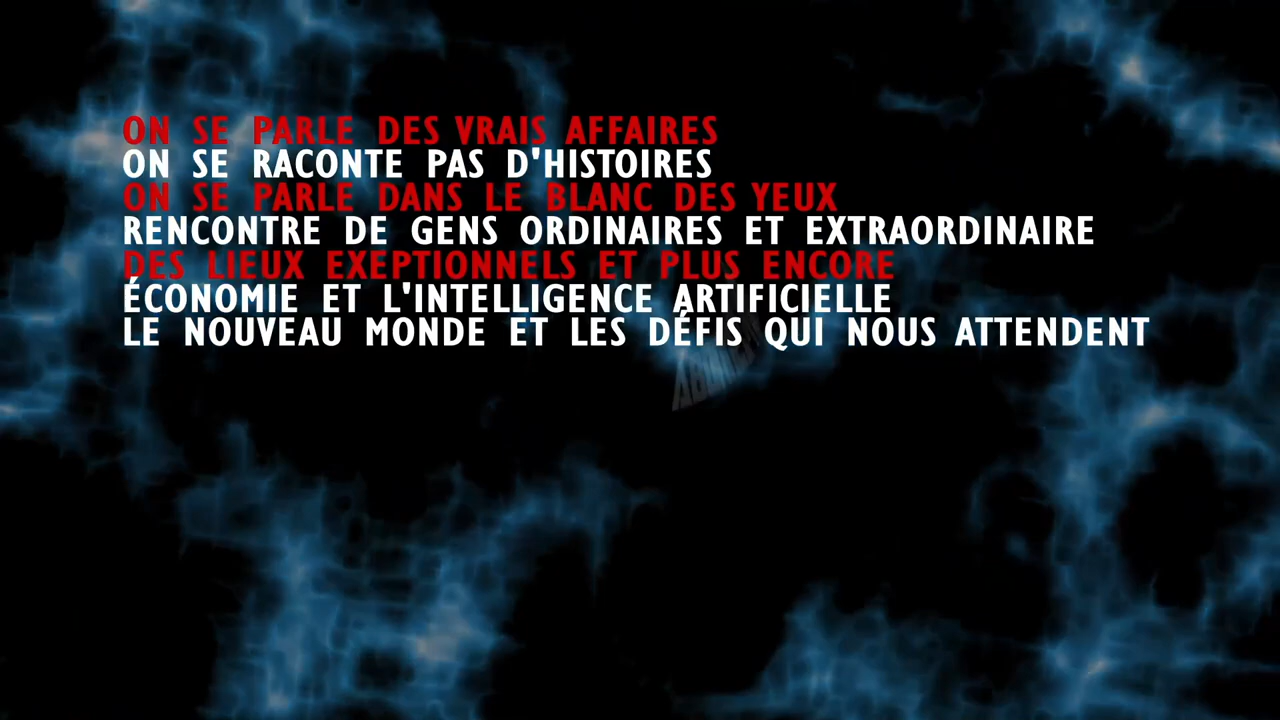 ON SE PARLE DES VRAIS AFFAIRES
ON SE RACONTE PAS D'HISTOIRES
ON SE PARLE DANS LE BLANC DES YEUX
RENCONTRE DE GENS ORDINAIRES ET EXTRAORDINAIRE
DES LIEUX EXEPTIONNELS ET PLUS ENCORE
ÉCONOMIE ET L'INTELLIGENCE ARTIFICIELLE
LE NOUVEAU MONDE ET LES DÉFIS QUI NOUS ATTENDENT